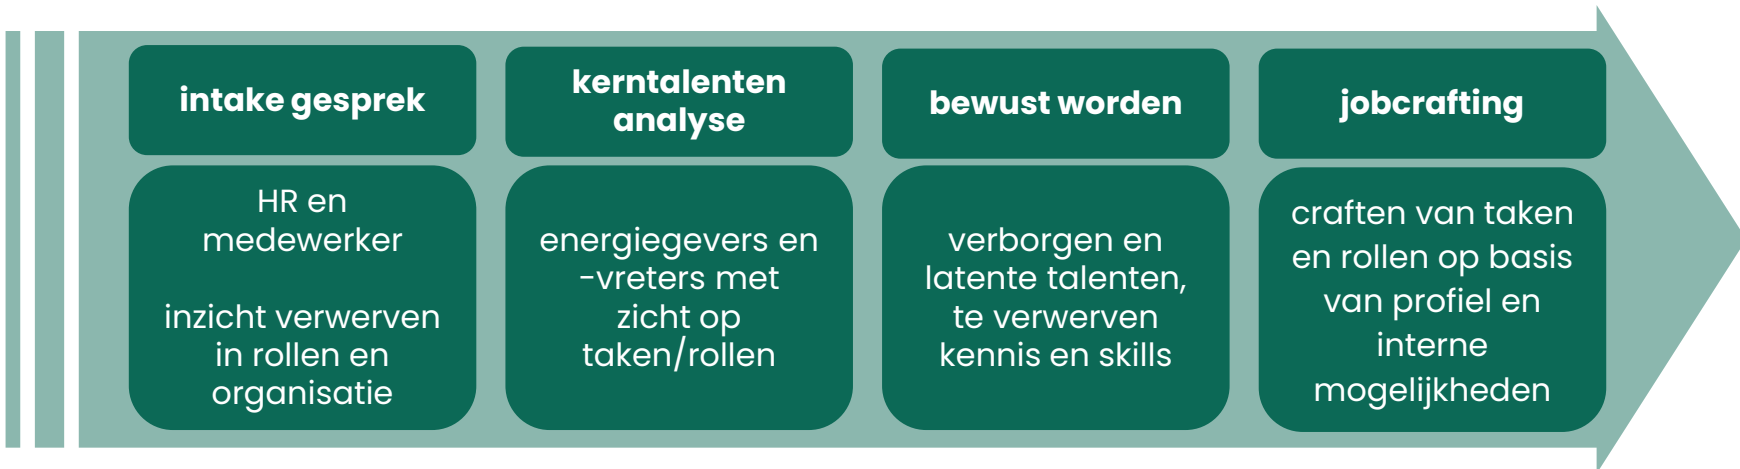 intake gesprek
HR en
medewerker
inzicht verwerven
in rollen en
organisatie
kerntalenten
analyse
energiegevers en
-vreters met
zicht op
taken/rollen
bewust worden
verborgen en
latente talenten,
te verwerven
kennis en skills
jobcrafting
craften van taken
en rollen op basis
van profiel en
interne
mogelijkheden